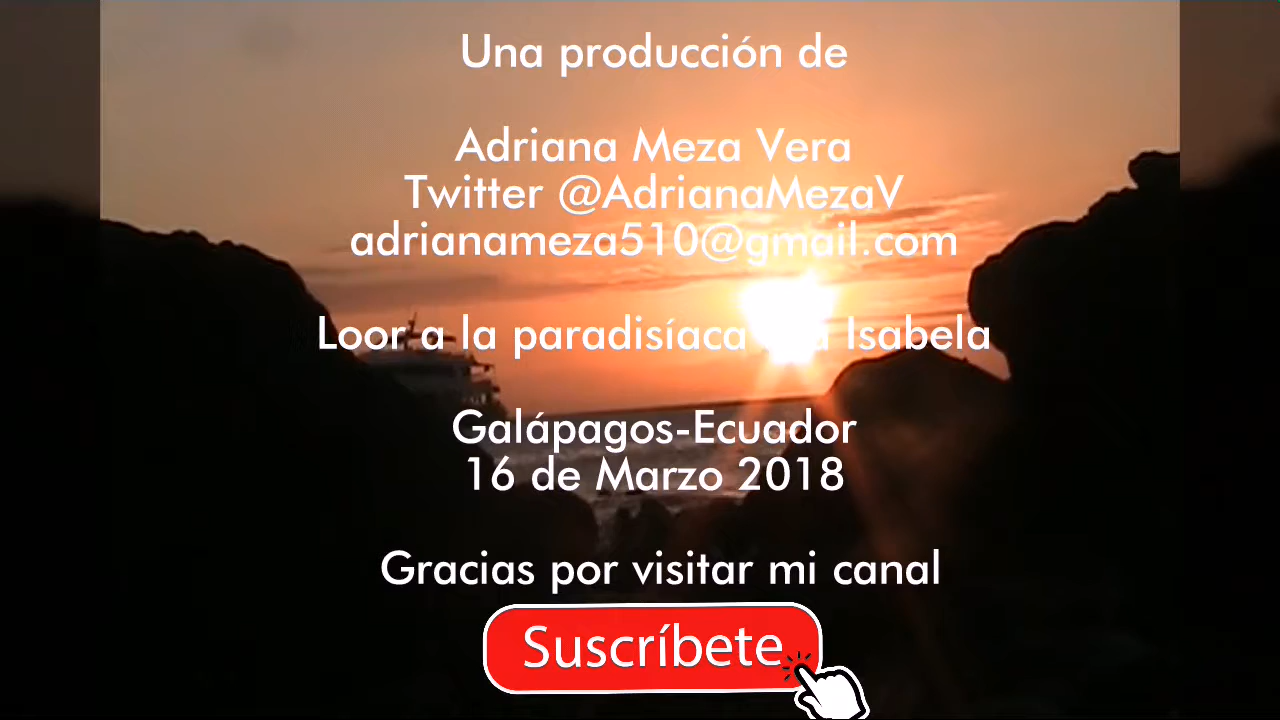 Una producción de
Adriana Meza Vera
Twitter @AdrianaMezaV
adrianameza510@gmail.com
Loor a la paradisíaca Isabela
Galápagos-Ecuador
16 de Marzo 2018
Gracias por visitar mi canal
Suscríbete